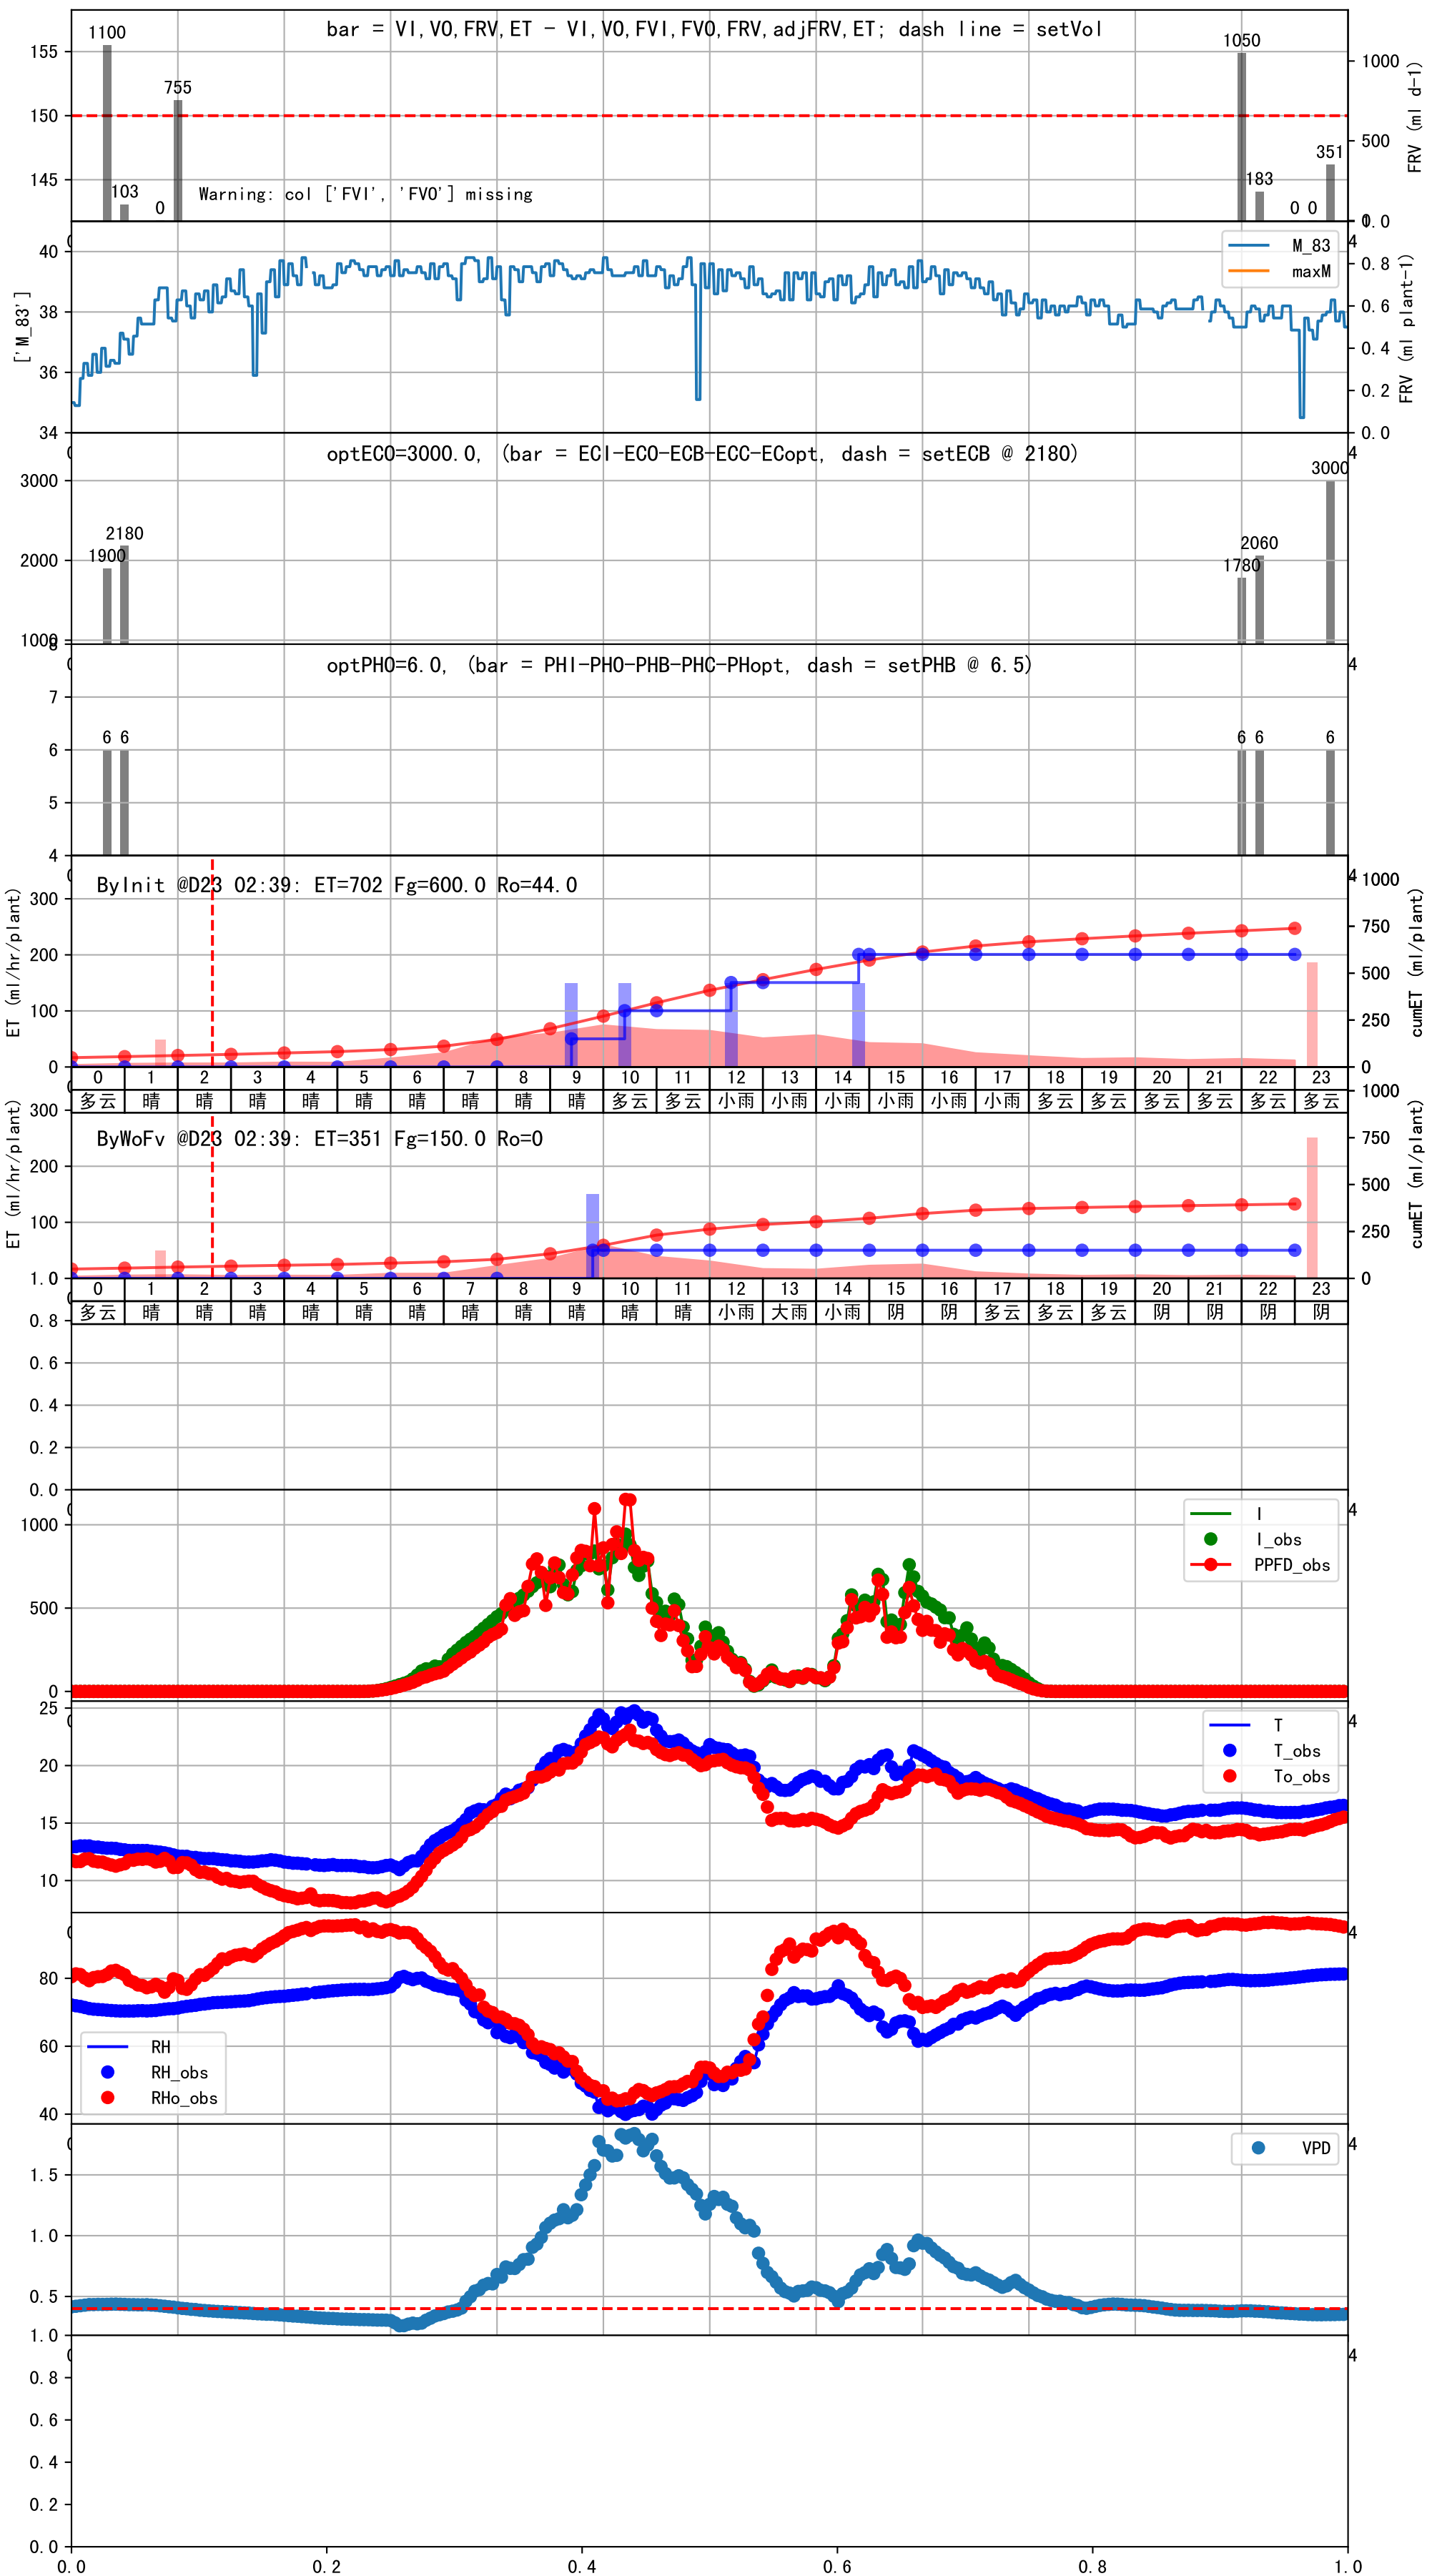 bar = VI,VO,FRV,ET - VI,VO,FVI,FVO,FRV,adjFRV,ET; dash line = setVol
1100
755
103
0
1050
183
0 0
351
155
150
145
1000
500
0
FRV (ml d-1)
Warning: col ['FVI', 'FVO'] missing
['M_83']
40
38
36
34
M_83
maxM
1.0
0.8
0.6
0.4
0.2
0.0
FRV (ml plant-1)
optECO=3000.0, (bar = ECI-ECO-ECB-ECC-ECopt, dash = setECB @ 2180)
3000
2000
1000
1900
2180
1780
2060
3000
optPHO=6.0, (bar = PHI-PHO-PHB-PHC-PHopt, dash = setPHB @ 6.5)
8
7
6
5
4
6 6
6 6
6
ByInit @D23 02:39: ET=702 Fg=600.0 Ro=44.0
ET (ml/hr/plant)
300
200
100
0
1000
750
500
250
0
cumET (ml/plant)
0 1 2 3 4 5 6 7 8 9 10 11 12 13 14 15 16 17 18 19 20 21 22 23
多云 晴 晴 晴 晴 晴 晴 晴 晴 晴 多云 多云 小雨 小雨 小雨 小雨 小雨 小雨 多云 多云 多云 多云 多云 多云
ByWoFv @D23 02:39: ET=351 Fg=150.0 Ro=0
ET (ml/hr/plant)
300
200
100
0
1000
750
500
250
0
cumET (ml/plant)
0 1 2 3 4 5 6 7 8 9 10 11 12 13 14 15 16 17 18 19 20 21 22 23
多云 晴 晴 晴 晴 晴 晴 晴 晴 晴 晴 晴 小雨 大雨 小雨 阴 阴 多云 多云 多云 阴 阴 阴 阴
1.0
0.8
0.6
0.4
0.2
0.0
1000
500
0
I
I_obs
PPFD_obs
25
20
15
10
T
T_obs
To_obs
80
60
40
RH
RH_obs
RHo_obs
1.5
1.0
0.5
VPD
1.0
0.8
0.6
0.4
0.2
0.0
0.0 0.2 0.4 0.6 0.8 1.0